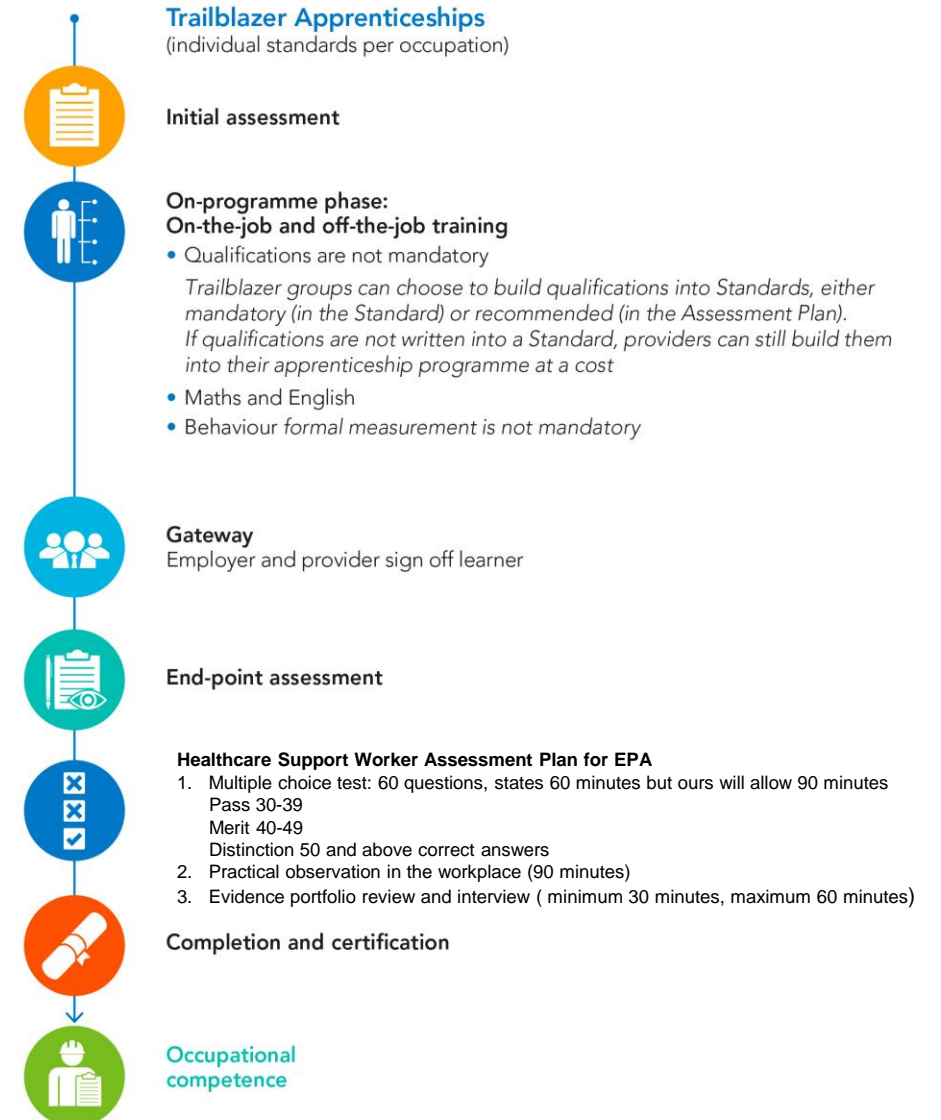 Trailblazer Apprenticeships
(individual standards per occupation)
Initial assessment
On-programme phase:
On-the-job and off-the-job training
• Qualifications are not mandatory
Trailblazer groups can choose to build qualifications into Standards, either
mandatory (in the Standard) or recommended (in the Assessment Plan).
If qualifications are not written into a Standard, providers can still build them
into their apprenticeship programme at a cost
• Maths and English
• Behaviour formal measurement is not mandatory
Gateway
Employer and provider sign off learner
End-point assessment
Healthcare Support Worker Assessment Plan for EPA
1. Multiple choice test: 60 questions, states 60 minutes but ours will allow 90 minutes
Pass 30-39
Merit 40-49
Distinction 50 and above correct answers
2. Practical observation in the workplace (90 minutes)
3. Evidence portfolio review and interview ( minimum 30 minutes, maximum 60 minutes)
Completion and certification
Occupational
competence